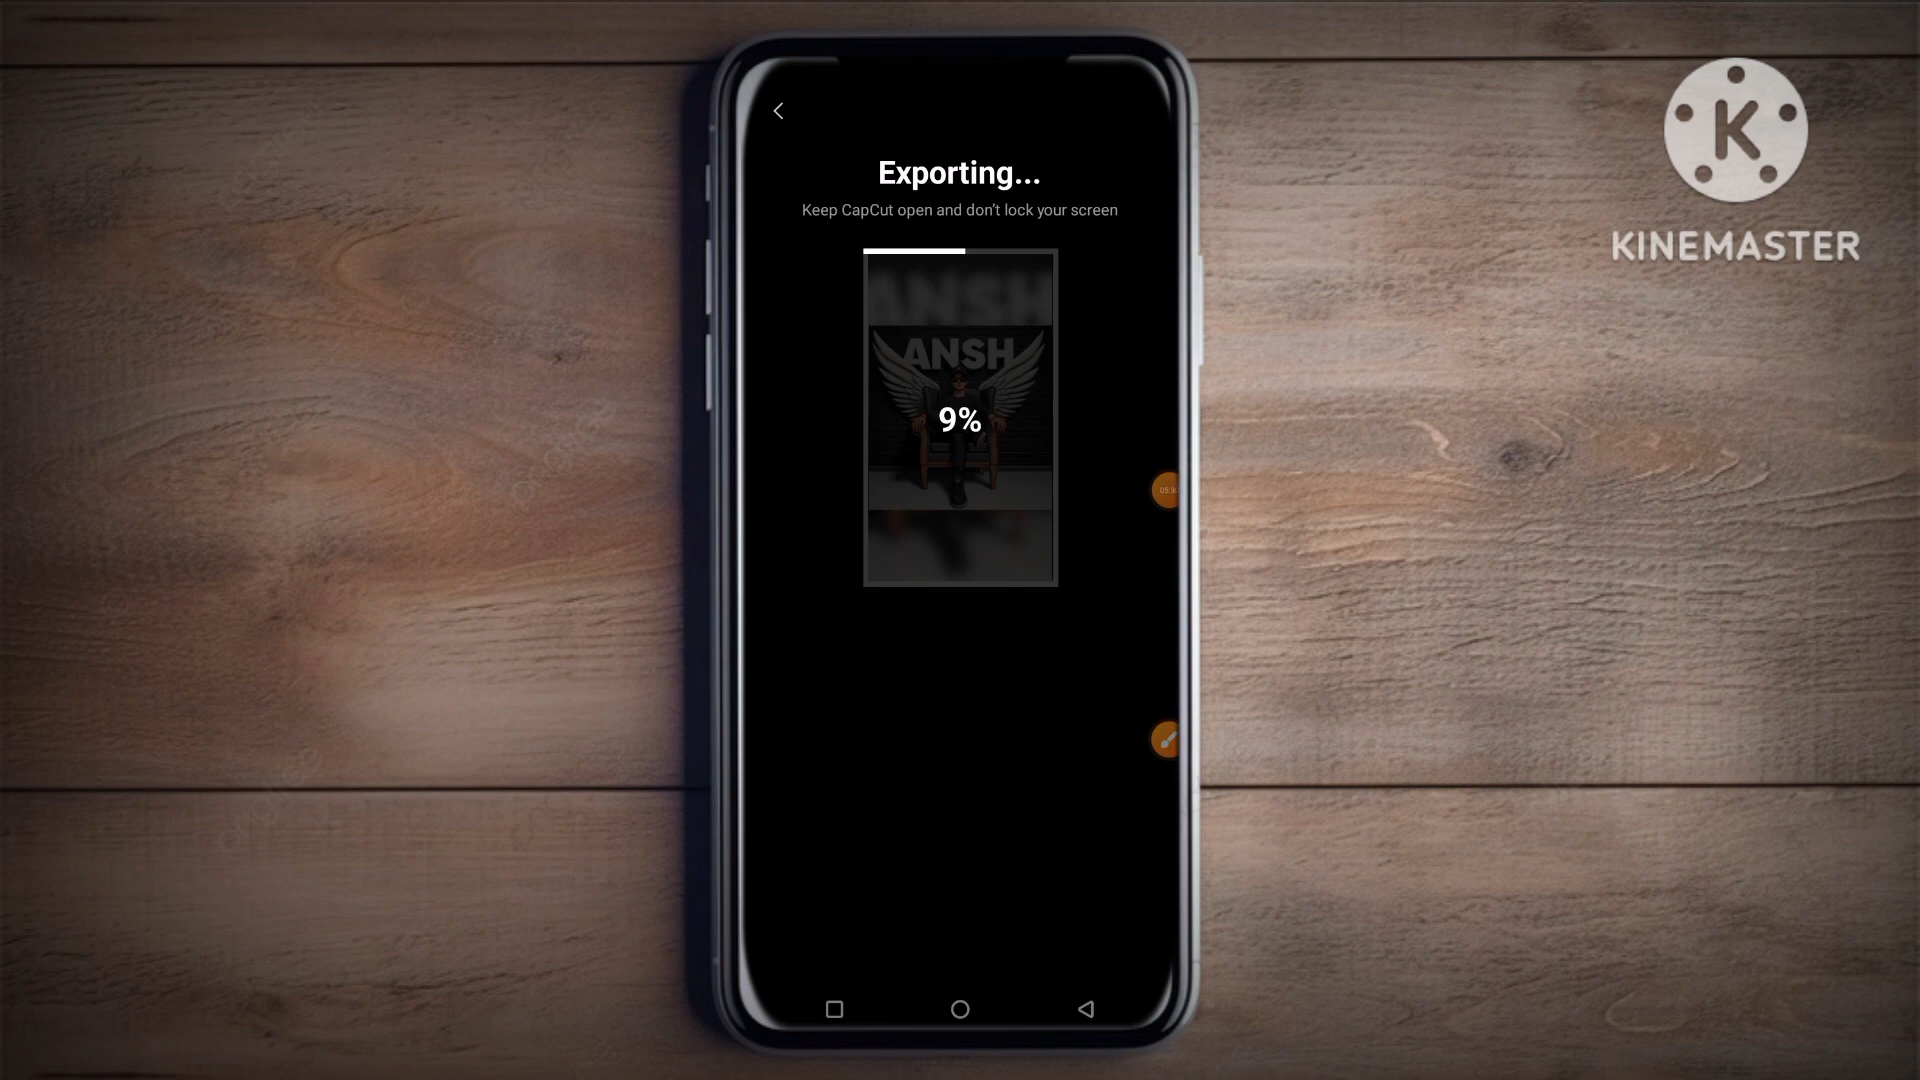 Exporting...
Keep CapCut open and don't lock your screen
ANSH
ANSH
9%
KINEMASTER